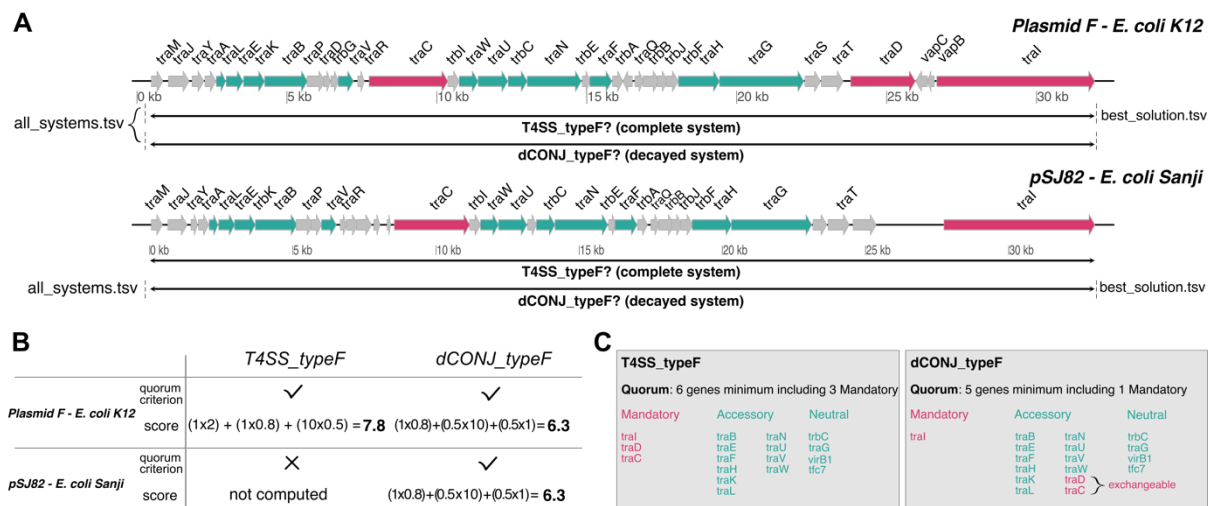 A
Plasmid F - E. coli K12
traM traJ traY traA traL traE traK traB traP traD trbG traV traR traC trbI traW traU trbC traN trbE traF trbA traQ trbB trbJ trbF traH traG traS traT traD vapC vapB traI
0 kb 5 kb 10 kb 15 kb 20 kb 25 kb 30 kb
all_systems.tsv
best_solution.tsv
T4SS_typeF? (complete system)
dCONJ_typeF? (decayed system)
pSJ82 - E. coli Sanji
traM traJ traY traA traL traE trbK traB traP traV traR traC trbI traW traU trbC traN trbE traF trbA traQ trbB trbJ trbF traH traG traT traI
0 kb 5 kb 10 kb 15 kb 20 kb 25 kb 30 kb
T4SS_typeF? (complete system)
all_systems.tsv
best_solution.tsv
dCONJ_typeF? (decayed system)
B
T4SS_typeF dCONJ_typeF
Plasmid F - E. coli K12
quorum
criterion
score
(1x2) + (1x0.8) + (10x0.5) = 7.8
(1x0.8)+(0.5x10)+(0.5x1)= 6.3
pSJ82 - E. coli Sanji
quorum
criterion
score
not computed
(1x0.8)+(0.5x10)+(0.5x1)= 6.3
C
T4SS_typeF
Quorum: 6 genes minimum including 3 Mandatory
Mandatory Accessory Neutral
traI traB traN trbC
traD traE traU traG
traC traF traV virB1
traH traW tfc7
traK
traL
dCONJ_typeF
Quorum: 5 genes minimum including 1 Mandatory
Mandatory Accessory Neutral
traI traB traN trbC
traE traU traG
traF traV virB1
traH traW tfc7
traK traD
traL traC
exchangeable